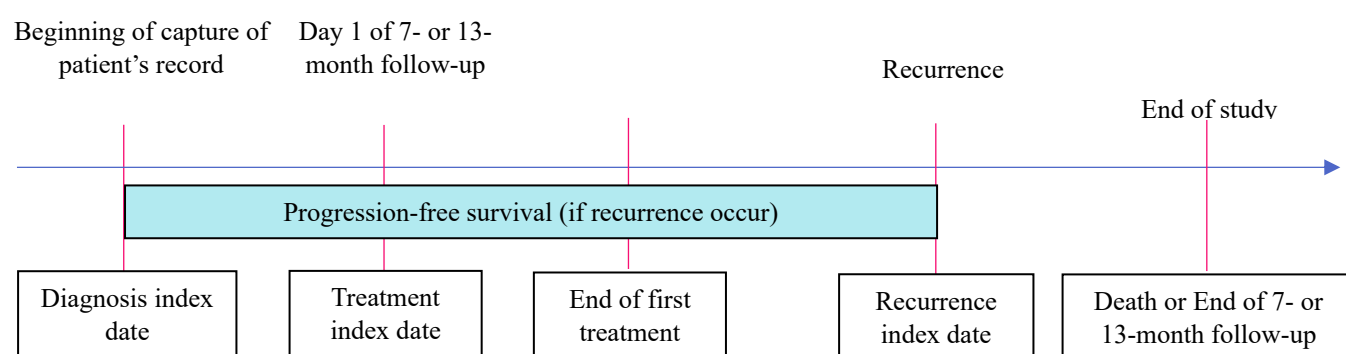 Beginning of capture of
patient's record
Day 1 of 7- or 13-
month follow-up
Recurrence
End of study
Progression-free survival (if recurrence occur)
Diagnosis index
date
Treatment
index date
End of first
treatment
Recurrence
index date
Death or End of 7- or
13-month follow-up